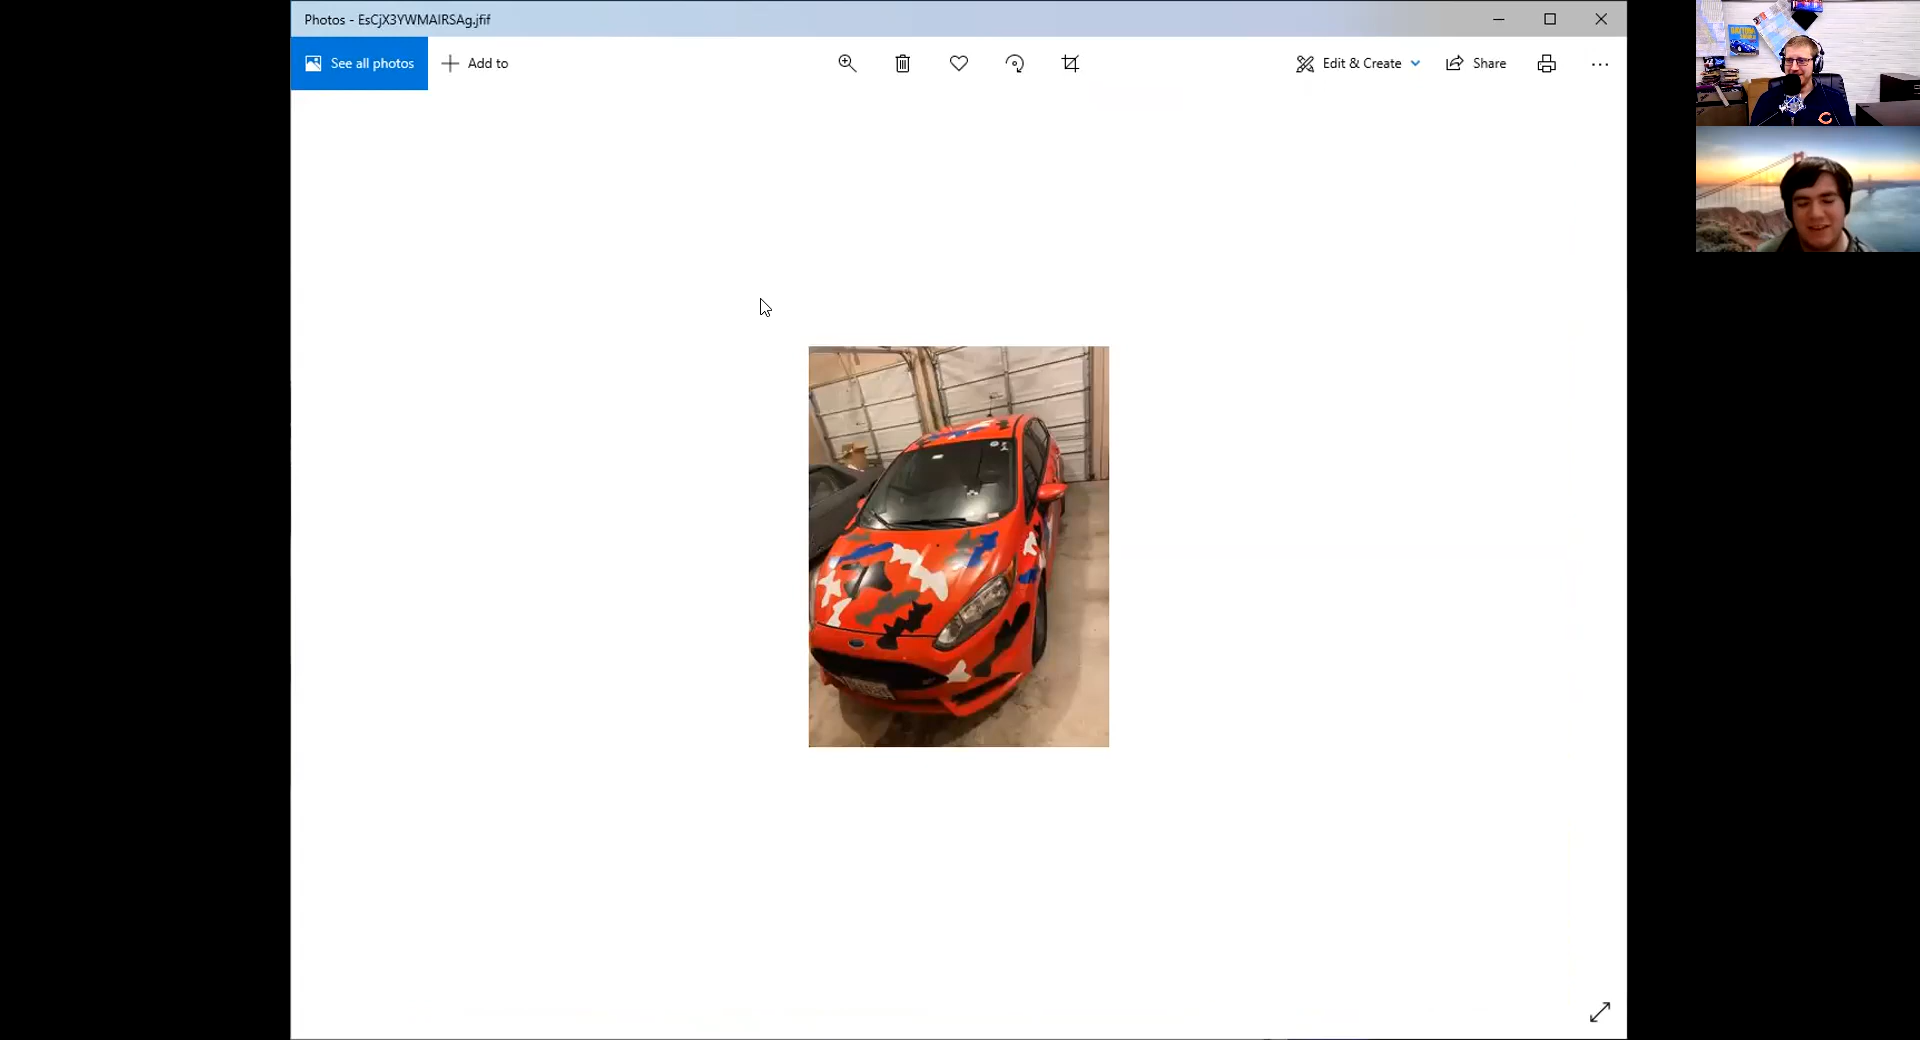 Photos - EsCjX3YWMAIRSAg.jfif
See all photos
Add to
Edit & Create
Share